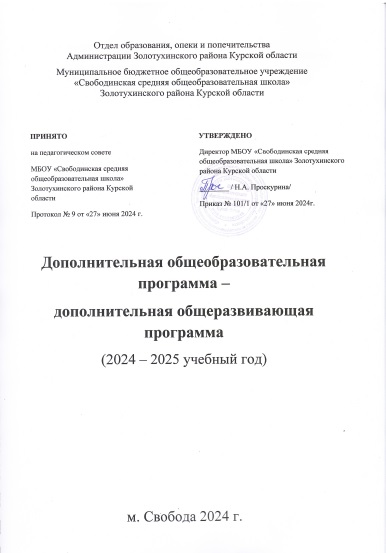 Отдел образования, опеки и попечительства
Администрации Золотухинского района Курской области
Муниципальное бюджетное общеобразовательное учреждение
«Свободинская средняя общеобразовательная школа»
Золотухинского района Курской области
ПРИНЯТО
на педагогическом совете
МБОУ «Свободинская средняя
общеобразовательная школа»
Золотухинского района Курской
области
Протокол № 9 от «27» июня 2024 г.
УТВЕРЖДЕНО
Директор МБОУ «Свободинская средняя
общеобразовательная школа» Золотухинского
района Курской области
/ Н.А. Проскурина/
Приказ № 101/1 от «27» июня 2024г.
Дополнительная общеобразовательная
программа –
дополнительная общеразвивающая
программа
(2024 – 2025 учебный год)
м. Свобода 2024 г.